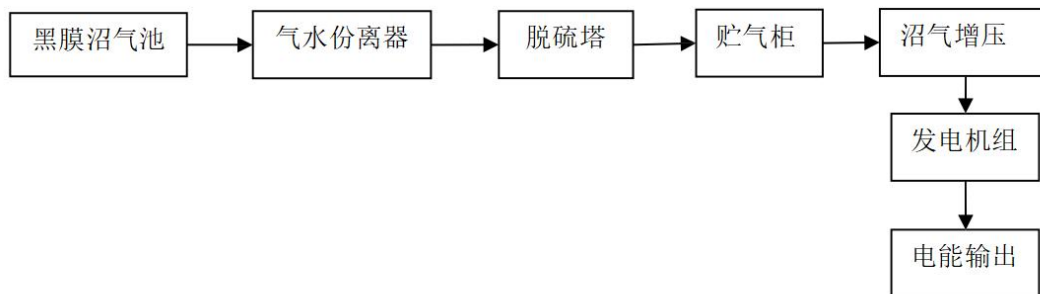 黑膜沼气池
气水份离器
脱硫塔
贮气柜
沼气增压
发电机组
电能输出